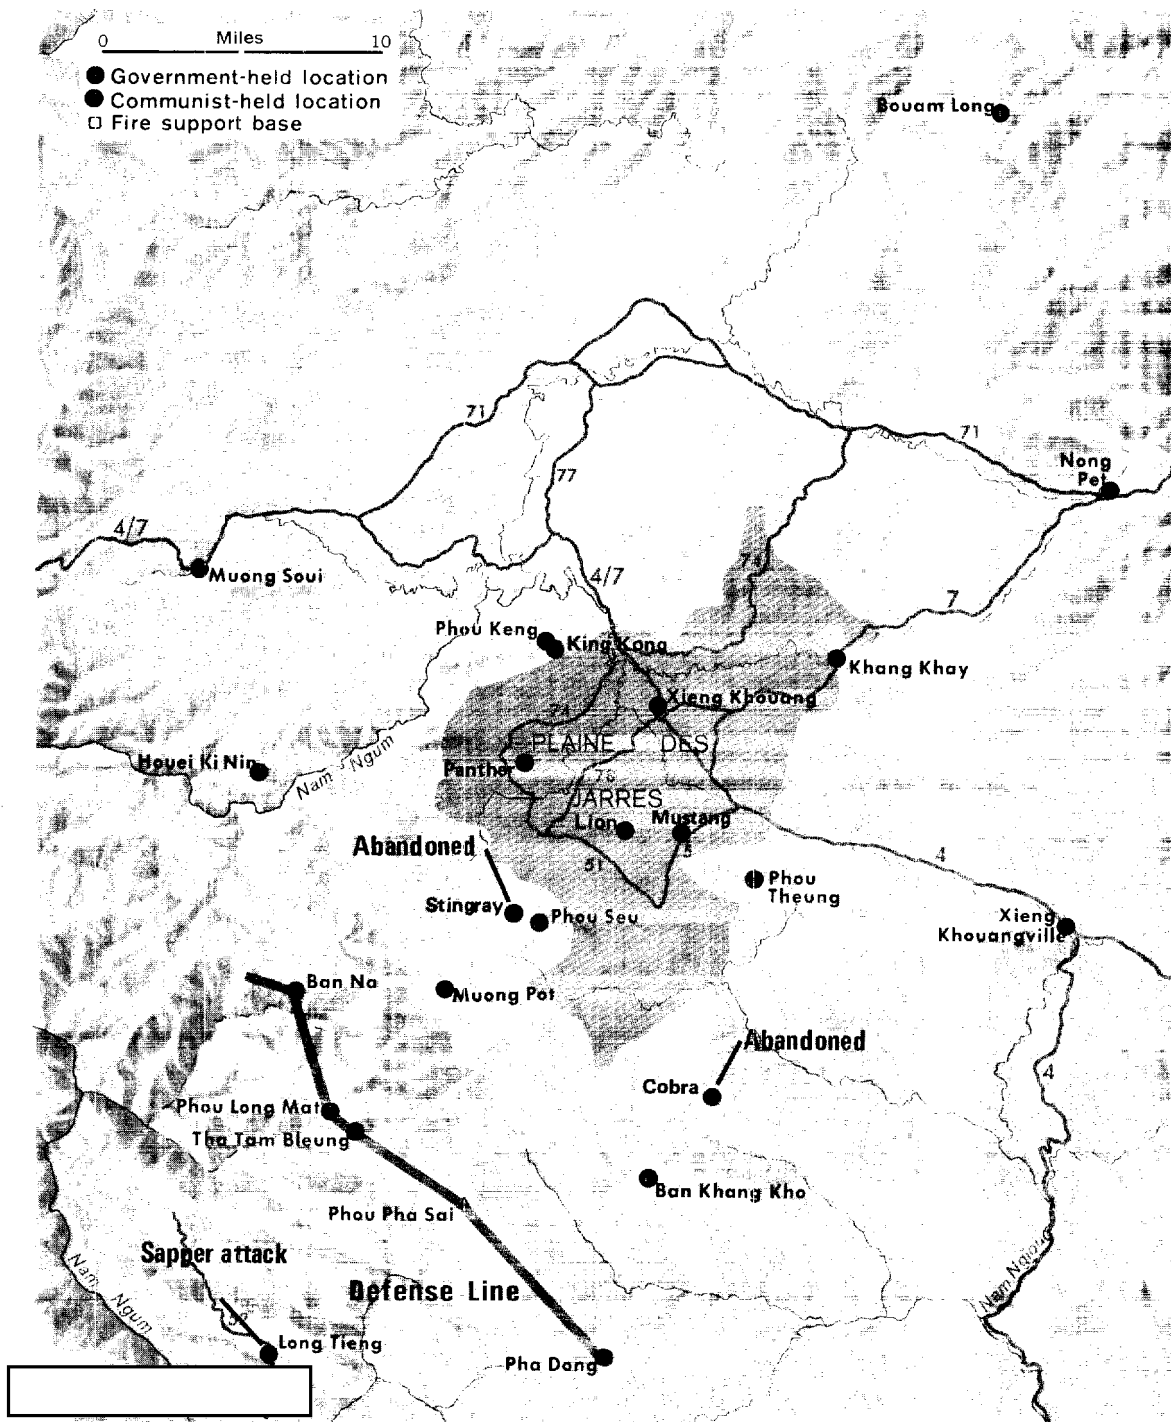 0 Miles 10
Government-held location
Communist-held location
Fire support base
Bouam Long
71
71
77
Nong
Pet
4/7
Muong Soui
4/7
7
Phou Keng
King Kong
Khang Khay
Xieng Khouang
74
PLAINE DES
Houei Ki Nin
Nam Ngum
Panther
JARRES
Lion
Mustang
Abandoned
51
5
4
Phou
Theung
Stingray
Phou Seu
Xieng
Khouangville
Ban Na
Muong Pot
Abandoned
Cobra
4
Phou Long Mat
Tha Tam Bleung
Ban Khang Kho
Phou Pha Sai
Sapper attack
Defense Line
Nam Ngum
Long Tieng
Pha Dong